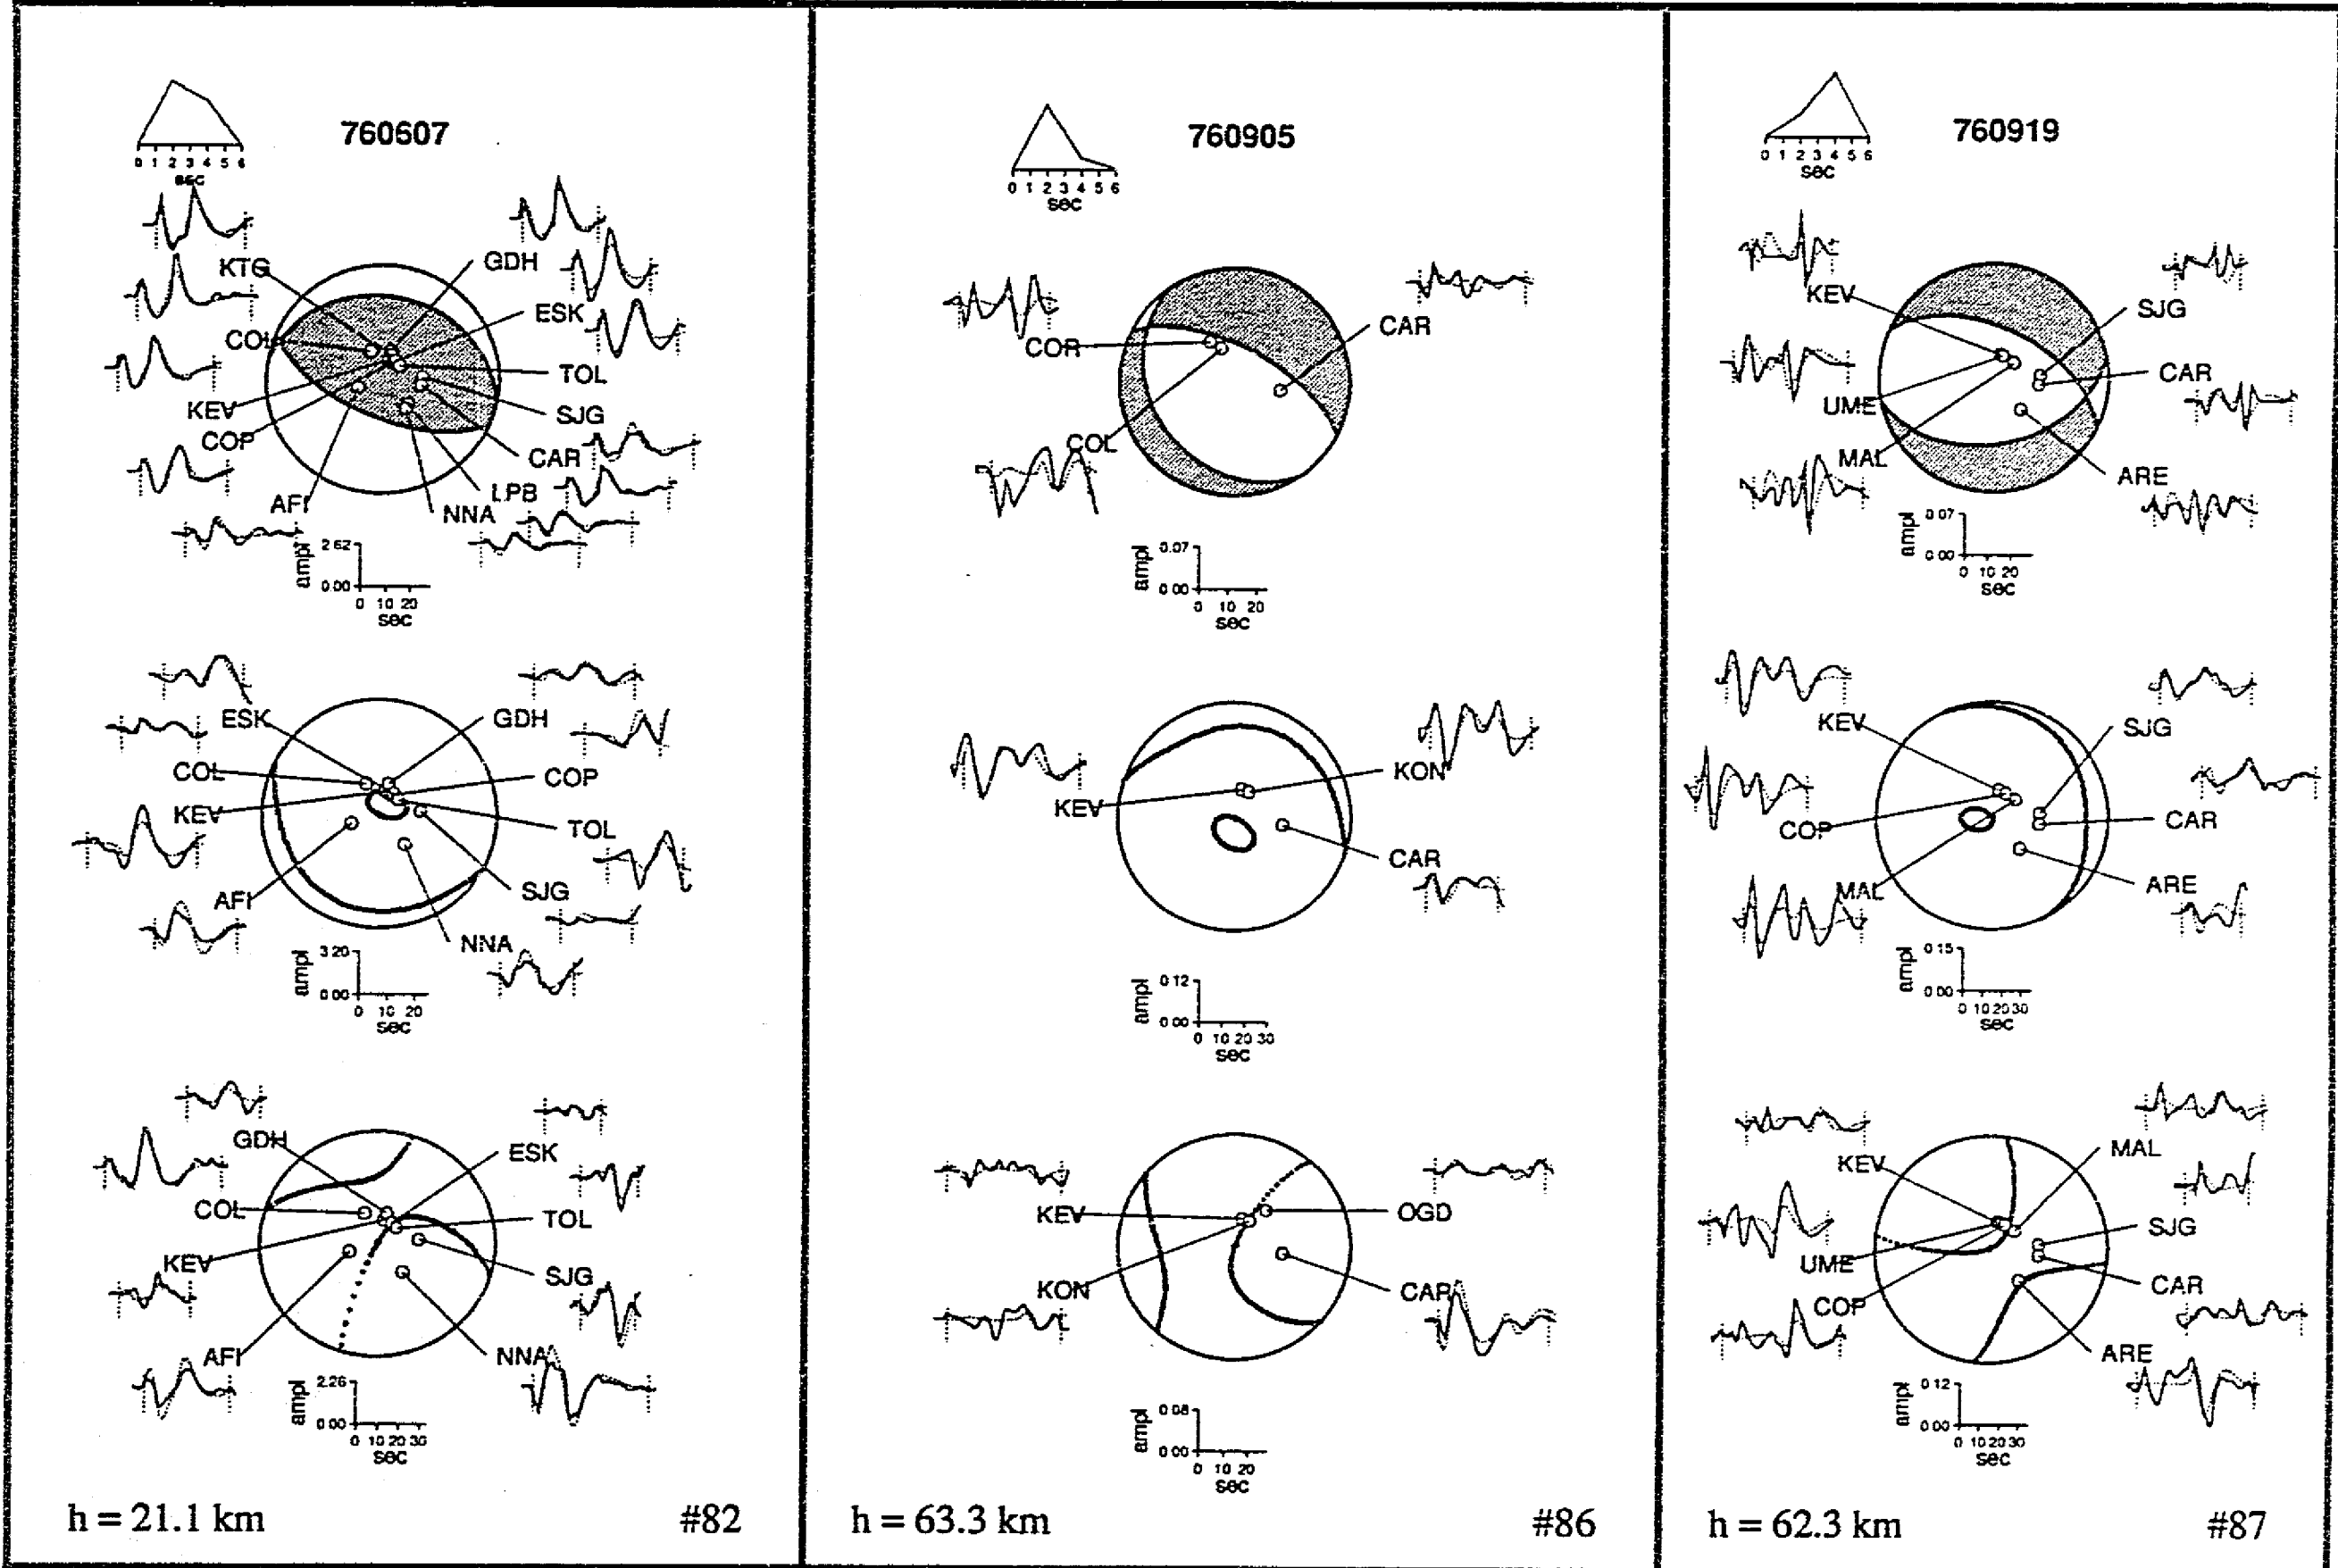 760607
0 1 2 3 4 5 6
sec
KTG
GDH
ESK
COL
TOL
KEV
SJG
COP
CAR
LPB
AFI
NNA
ampl
2.62
0.00
0 10 20
sec
ESK
GDH
COL
COP
KEV
TOL
AFI
SJG
NNA
ampl
3.20
0.00
0 10 20
sec
GDH
ESK
COL
TOL
KEV
SJG
AFI
NNA
ampl
2.26
0.00
0 10 20 30
sec
h = 21.1 km
#82
760905
0 1 2 3 4 5 6
sec
CAR
COR
COL
ampl
0.07
0.00
0 10 20
sec
KON
KEV
CAR
ampl
0.12
0.00
0 10 20 30
sec
KEV
OGD
KON
CAR
ampl
0.08
0.00
0 10 20
sec
h = 63.3 km
#86
760919
0 1 2 3 4 5 6
sec
KEV
SJG
CAR
UME
MAL
ARE
ampl
0.07
0.00
0 10 20
sec
KEV
SJG
COP
CAR
MAL
ARE
ampl
0.15
0.00
0 10 20 30
sec
KEV
MAL
SJG
UME
CAR
COP
ARE
ampl
0.12
0.00
0 10 20 30
sec
h = 62.3 km
#87